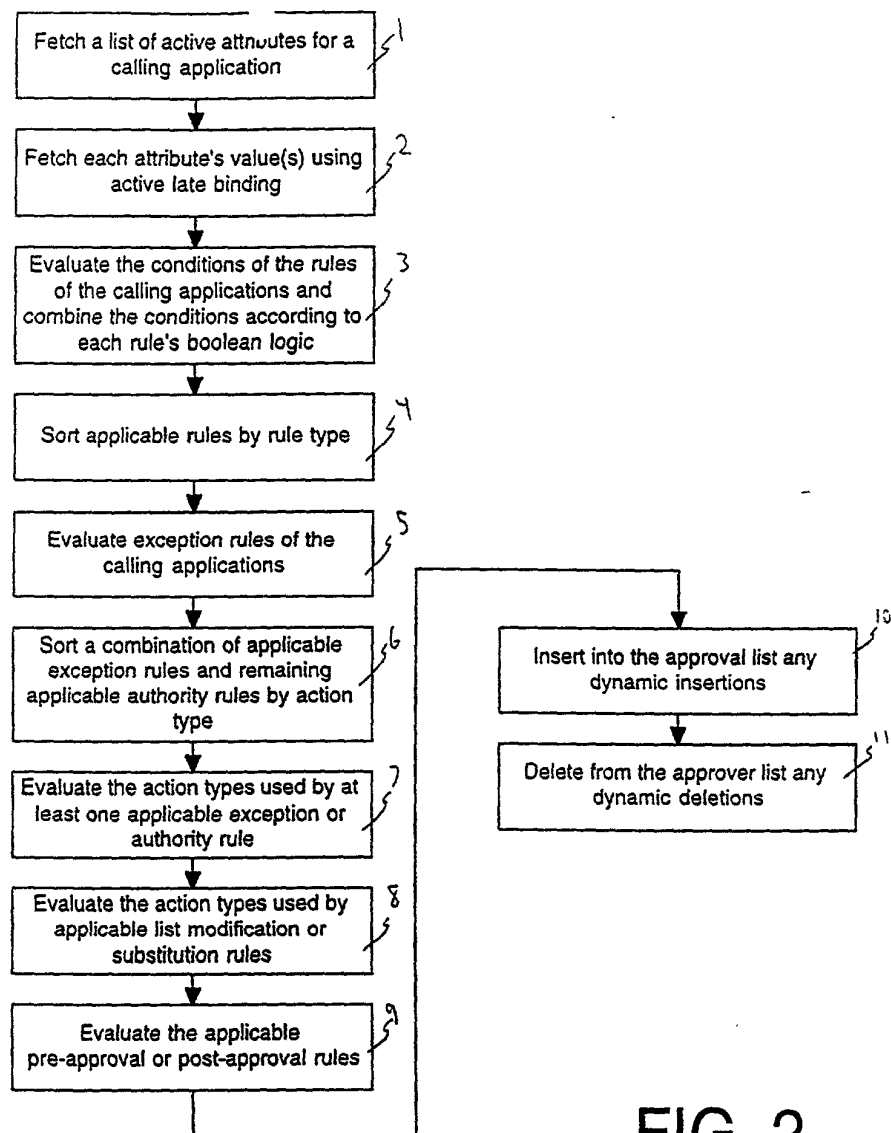 Fetch a list of active attributes for a
calling application
1
Fetch each attribute's value(s) using
active late binding
2
Evaluate the conditions of the rules
of the calling applications and
combine the conditions according to
each rule's boolean logic
3
Sort applicable rules by rule type
4
Evaluate exception rules of the
calling applications
5
Sort a combination of applicable
exception rules and remaining
applicable authority rules by action
type
6
Evaluate the action types used by at
least one applicable exception or
authority rule
7
Evaluate the action types used by
applicable list modification or
substitution rules
8
Evaluate the applicable
pre-approval or post-approval rules
9
Insert into the approval list any
dynamic insertions
10
Delete from the approver list any
dynamic deletions
11
FIG. 2